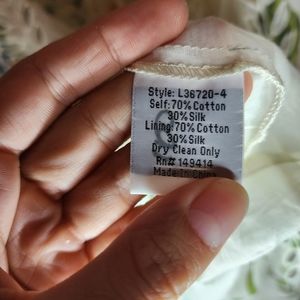 Style: L36720-4
Self:70% Cotton
30% Silk
Lining:70% Cotton
30%Silk
Dry Clean Only
Rn# 149414
Made In China